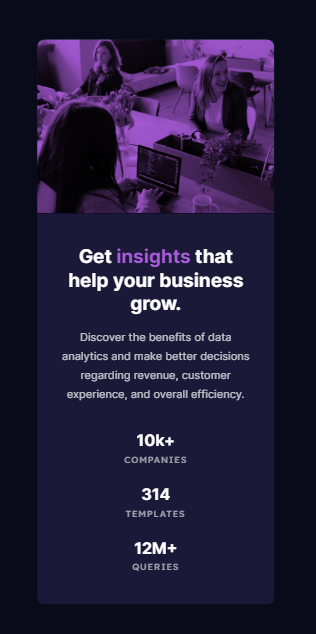 Get insights that
help your business
grow.
Discover the benefits of data
analytics and make better decisions
regarding revenue, customer
experience, and overall efficiency.
10k+
COMPANIES
314
TEMPLATES
12M+
QUERIES